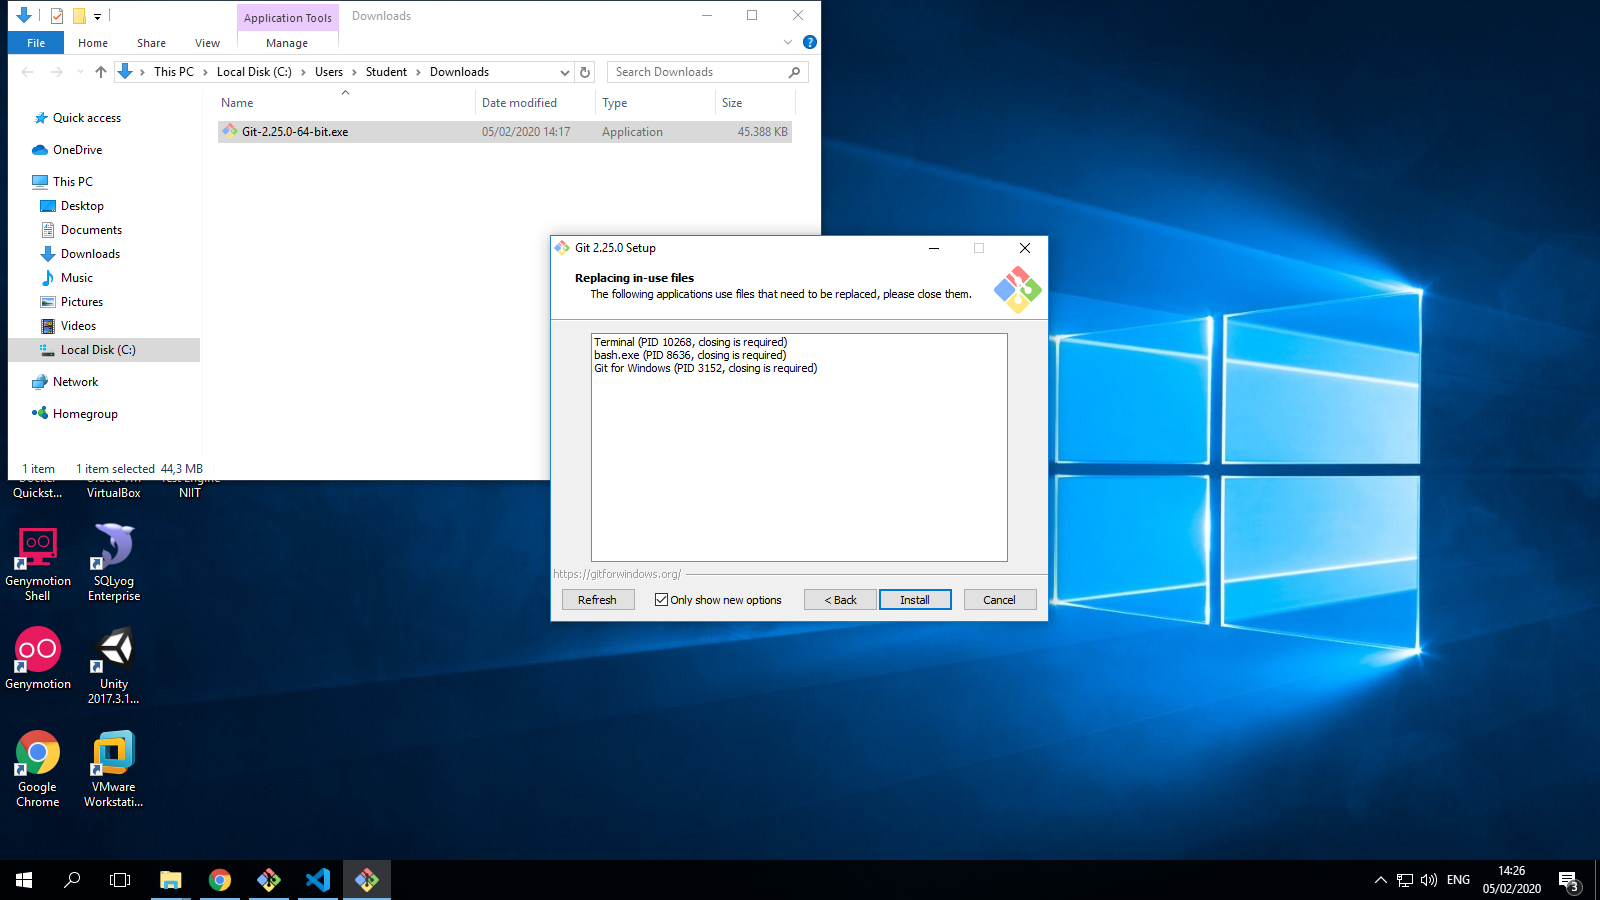 Application Tools
Downloads
File
Home
Share
View
Manage
This PC
Local Disk (C:)
Users
Student
Downloads
Search Downloads
Name
Date modified
Type
Size
Git-2.25.0-64-bit.exe
05/02/2020 14:17
Application
45.388 KB
Quick access
OneDrive
This PC
Desktop
Documents
Downloads
Music
Pictures
Videos
Local Disk (C:)
Network
Homegroup
1 item
1 item selected
44,3 MB
Git 2.25.0 Setup
Replacing in-use files
The following applications use files that need to be replaced, please close them.
Terminal (PID 10268, closing is required)
bash.exe (PID 8636, closing is required)
Git for Windows (PID 3152, closing is required)
https://gitforwindows.org/
Refresh
Only show new options
< Back
Install
Cancel
Quickst...
VirtualBox
NIIT
Genymotion
Shell
SQLyog
Enterprise
Genymotion
Unity
2017.3.1...
Google
Chrome
VMware
Workstati...
ENG
14:26
05/02/2020
3